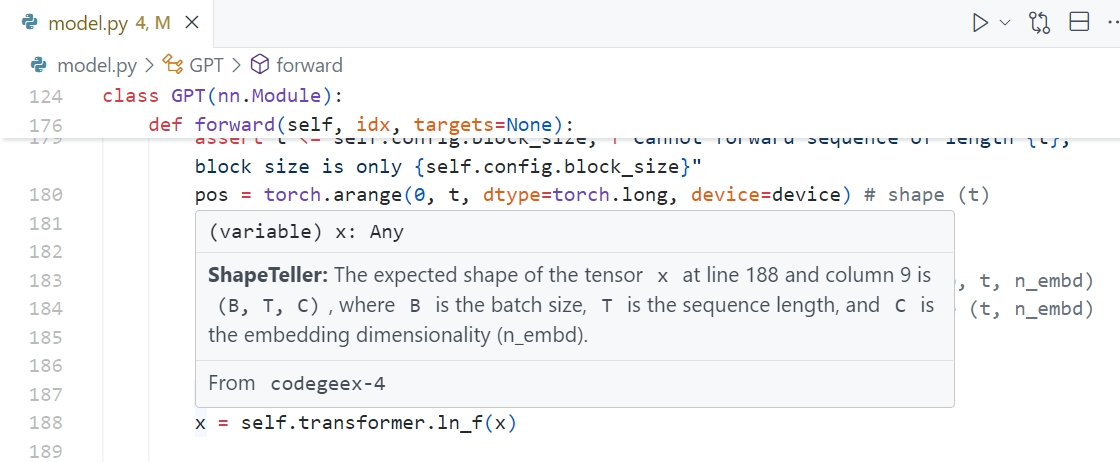 model.py 4, M
model.py > GPT > forward
124 class GPT(nn.Module):
176 def forward(self, idx, targets=None):
179 assert t <= self.config.block_size, f"Cannot forward sequence of length {t},
block size is only {self.config.block_size}"
180 pos = torch.arange(0, t, dtype=torch.long, device=device) # shape (t)
181
(variable) x: Any
182
ShapeTeller: The expected shape of the tensor x at line 188 and column 9 is
183 , t, n_embd)
(B, T, C), where B is the batch size, T is the sequence length, and C is
184 (t, n_embd)
the embedding dimensionality (n_embd).
185
186
From codegeex-4
187
188 x = self.transformer.ln_f(x)
189